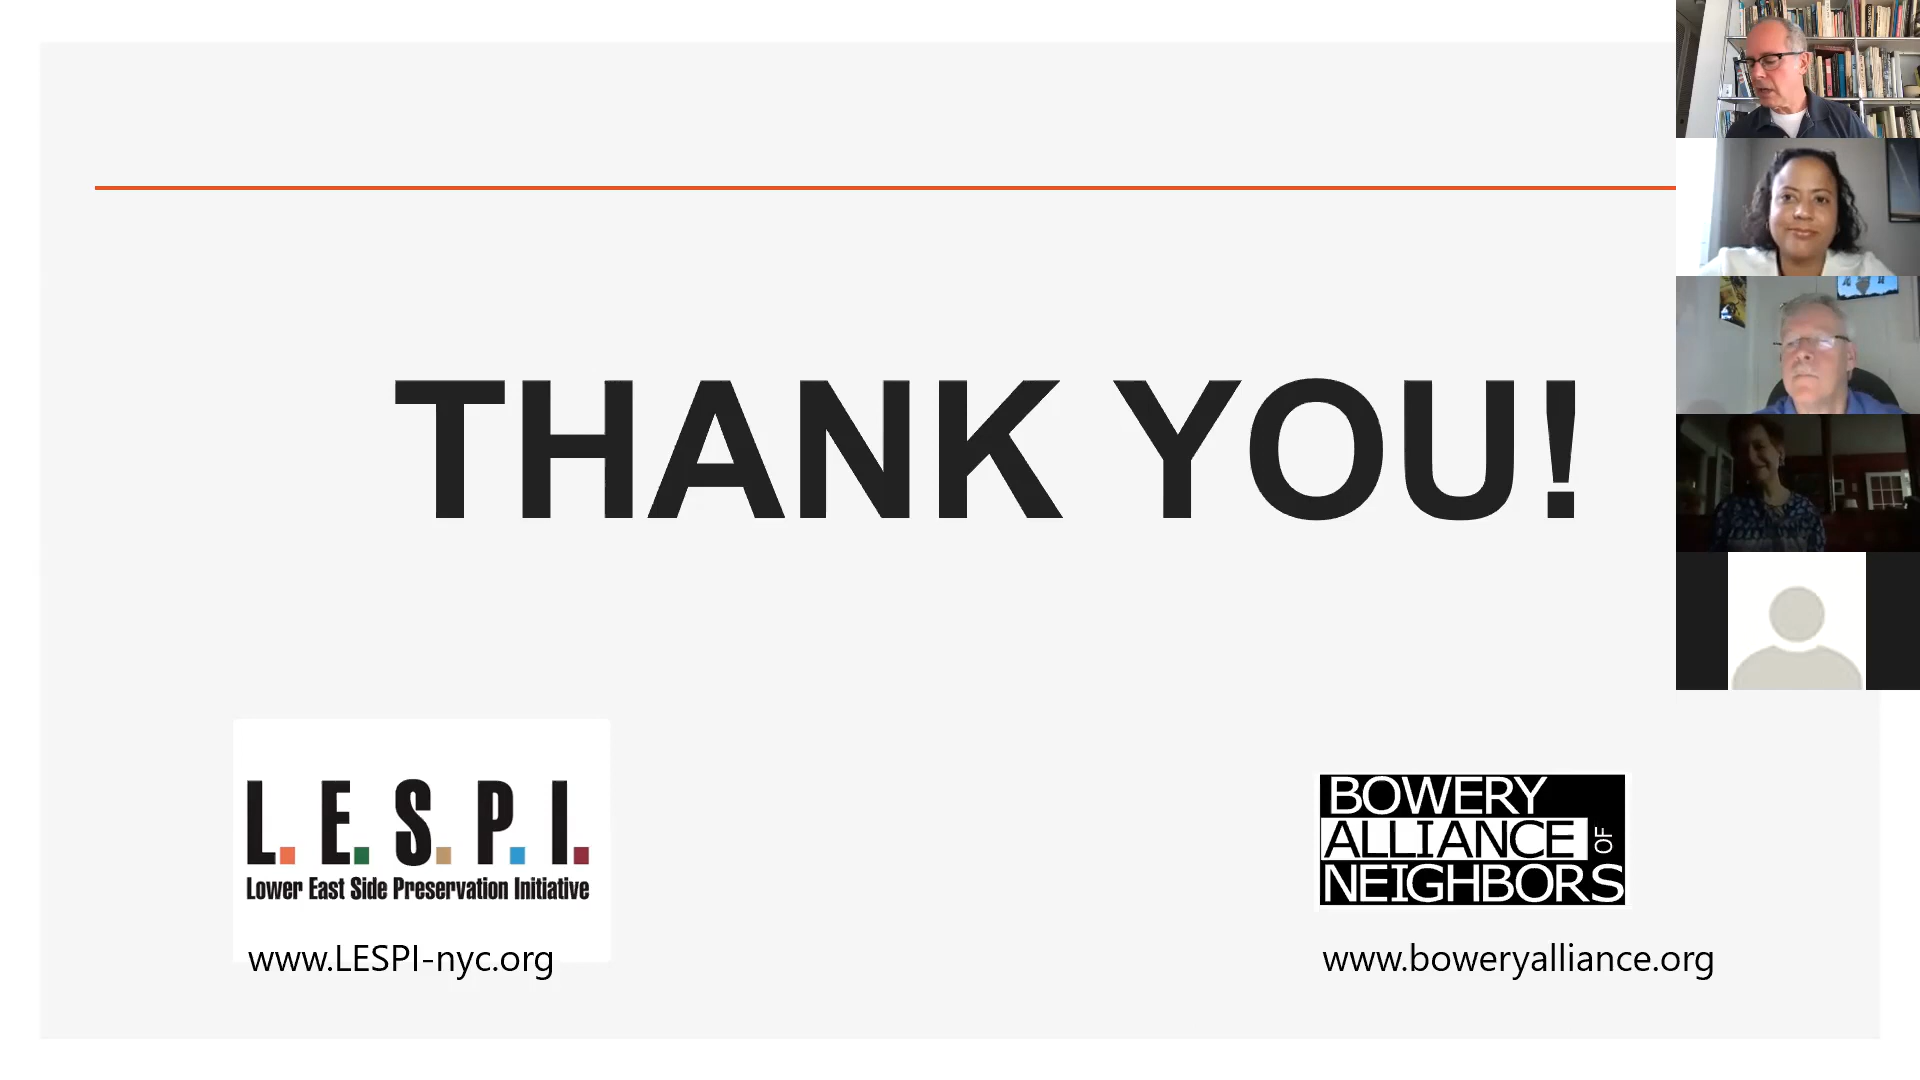 THANK YOU!
L.E.S.P.I.
Lower East Side Preservation Initiative
www.LESPI-nyc.org
BOWERY
ALLIANCE OF
NEIGHBORS
www.boweryalliance.org